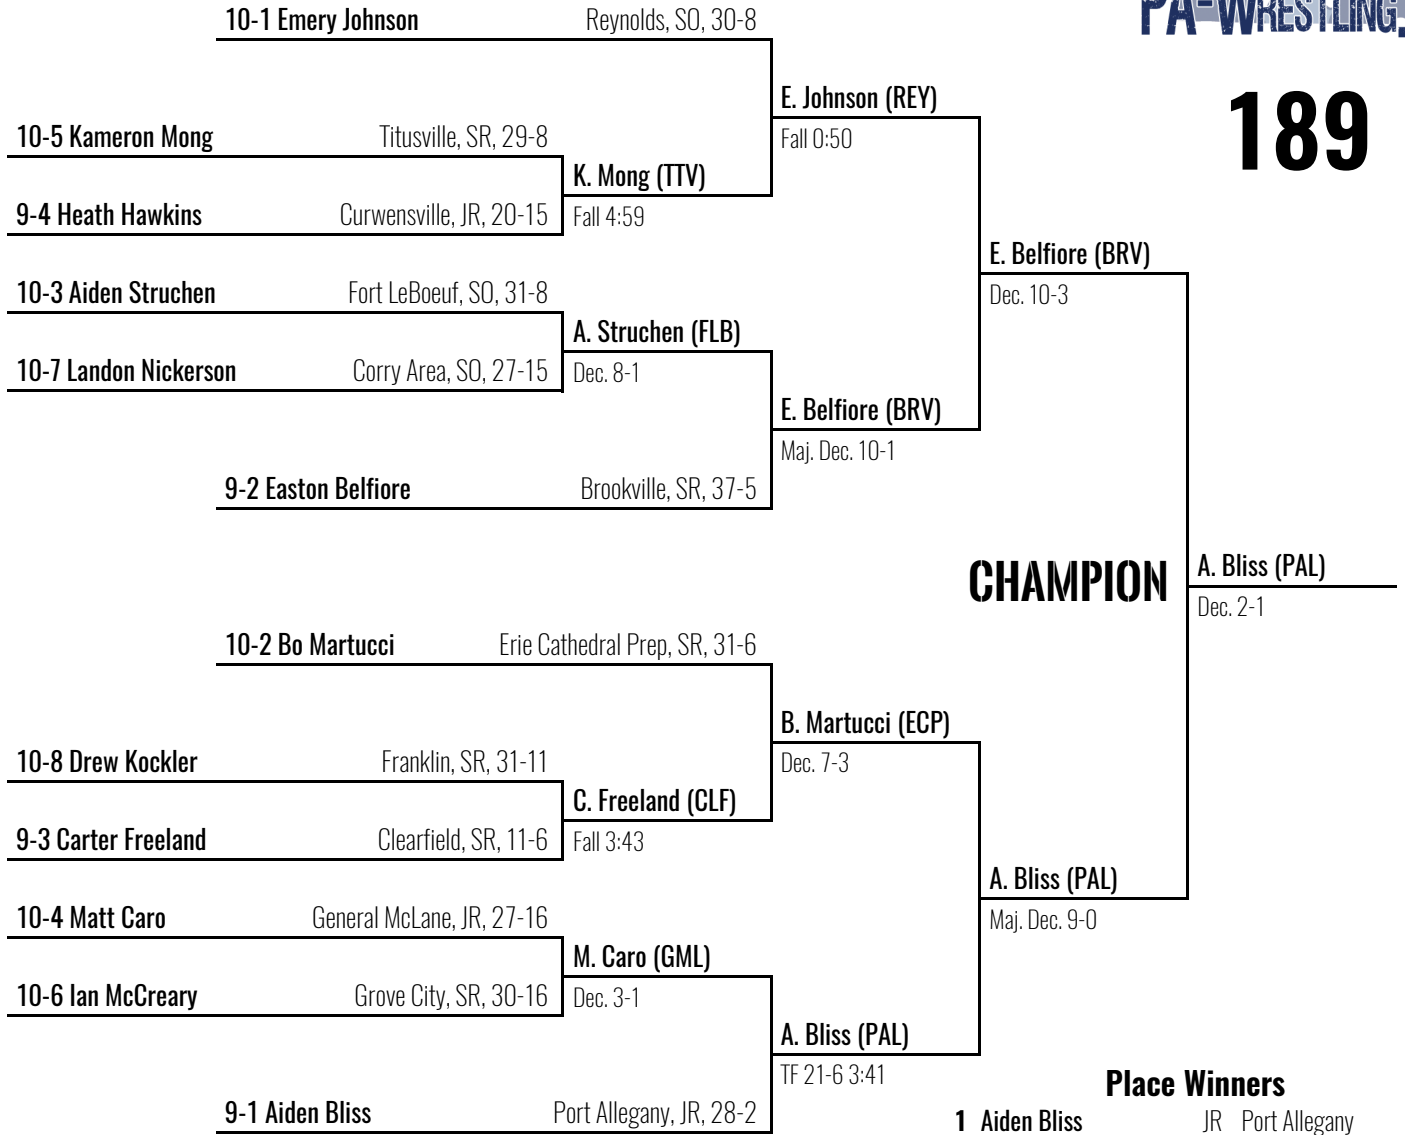 PA-WRESTLING.
189
10-1 Emery Johnson Reynolds, SO, 30-8
E. Johnson (REY)
Fall 0:50
10-5 Kameron Mong Titusville, SR, 29-8
K. Mong (TTV)
Fall 4:59
9-4 Heath Hawkins Curwensville, JR, 20-15
E. Belfiore (BRV)
Dec. 10-3
10-3 Aiden Struchen Fort LeBoeuf, SO, 31-8
A. Struchen (FLB)
Dec. 8-1
10-7 Landon Nickerson Corry Area, SO, 27-15
E. Belfiore (BRV)
Maj. Dec. 10-1
9-2 Easton Belfiore Brookville, SR, 37-5
CHAMPION
A. Bliss (PAL)
Dec. 2-1
10-2 Bo Martucci Erie Cathedral Prep, SR, 31-6
B. Martucci (ECP)
Dec. 7-3
10-8 Drew Kockler Franklin, SR, 31-11
C. Freeland (CLF)
Fall 3:43
9-3 Carter Freeland Clearfield, SR, 11-6
A. Bliss (PAL)
Maj. Dec. 9-0
10-4 Matt Caro General McLane, JR, 27-16
M. Caro (GML)
Dec. 3-1
10-6 Ian McCreary Grove City, SR, 30-16
A. Bliss (PAL)
TF 21-6 3:41
9-1 Aiden Bliss Port Allegany, JR, 28-2
Place Winners
1 Aiden Bliss JR Port Allegany